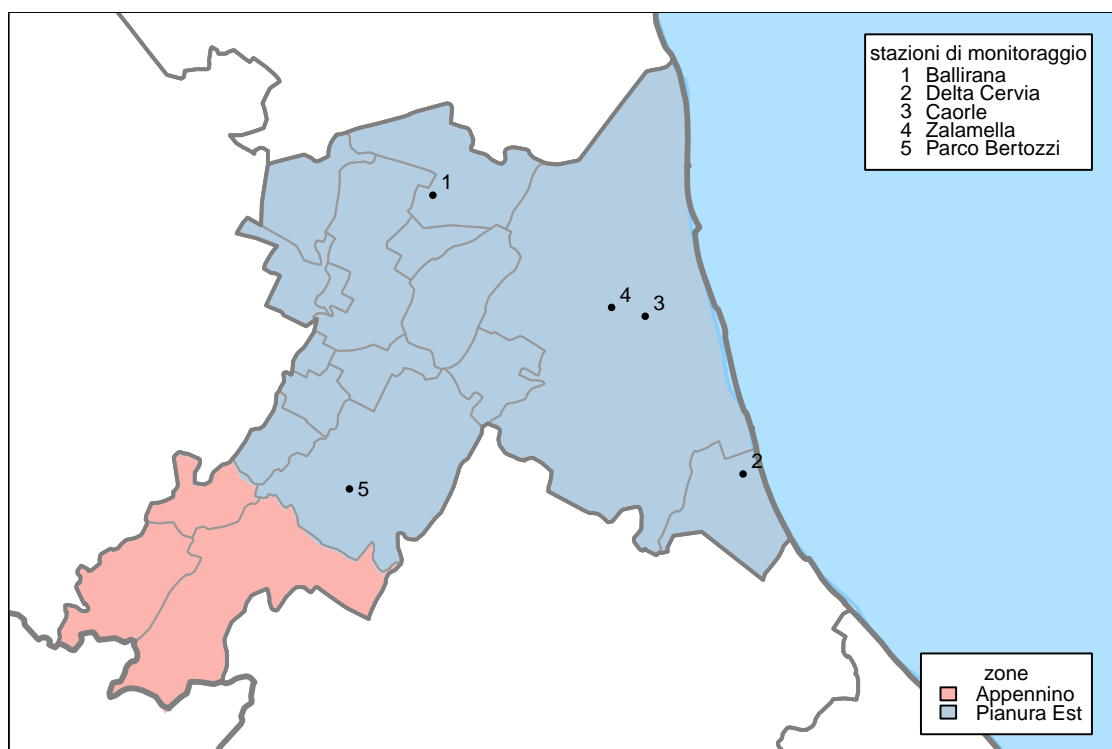 stazioni di monitoraggio
1 Ballirana
2 Delta Cervia
3 Caorle
4 Zalamella
5 Parco Bertozzi
1
4
3
2
5
zone
Appennino
Pianura Est